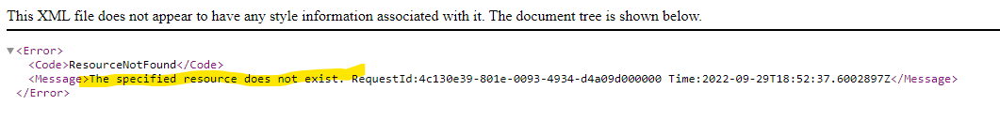 This XML file does not appear to have any style information associated with it. The document tree is shown below.
▼<Error>
<Code>ResourceNotFound</Code>
<Message>The specified resource does not exist. RequestId:4c130e39-801e-0093-4934-d4a09d000000 Time:2022-09-29T18:52:37.6002897Z</Message>
</Error>